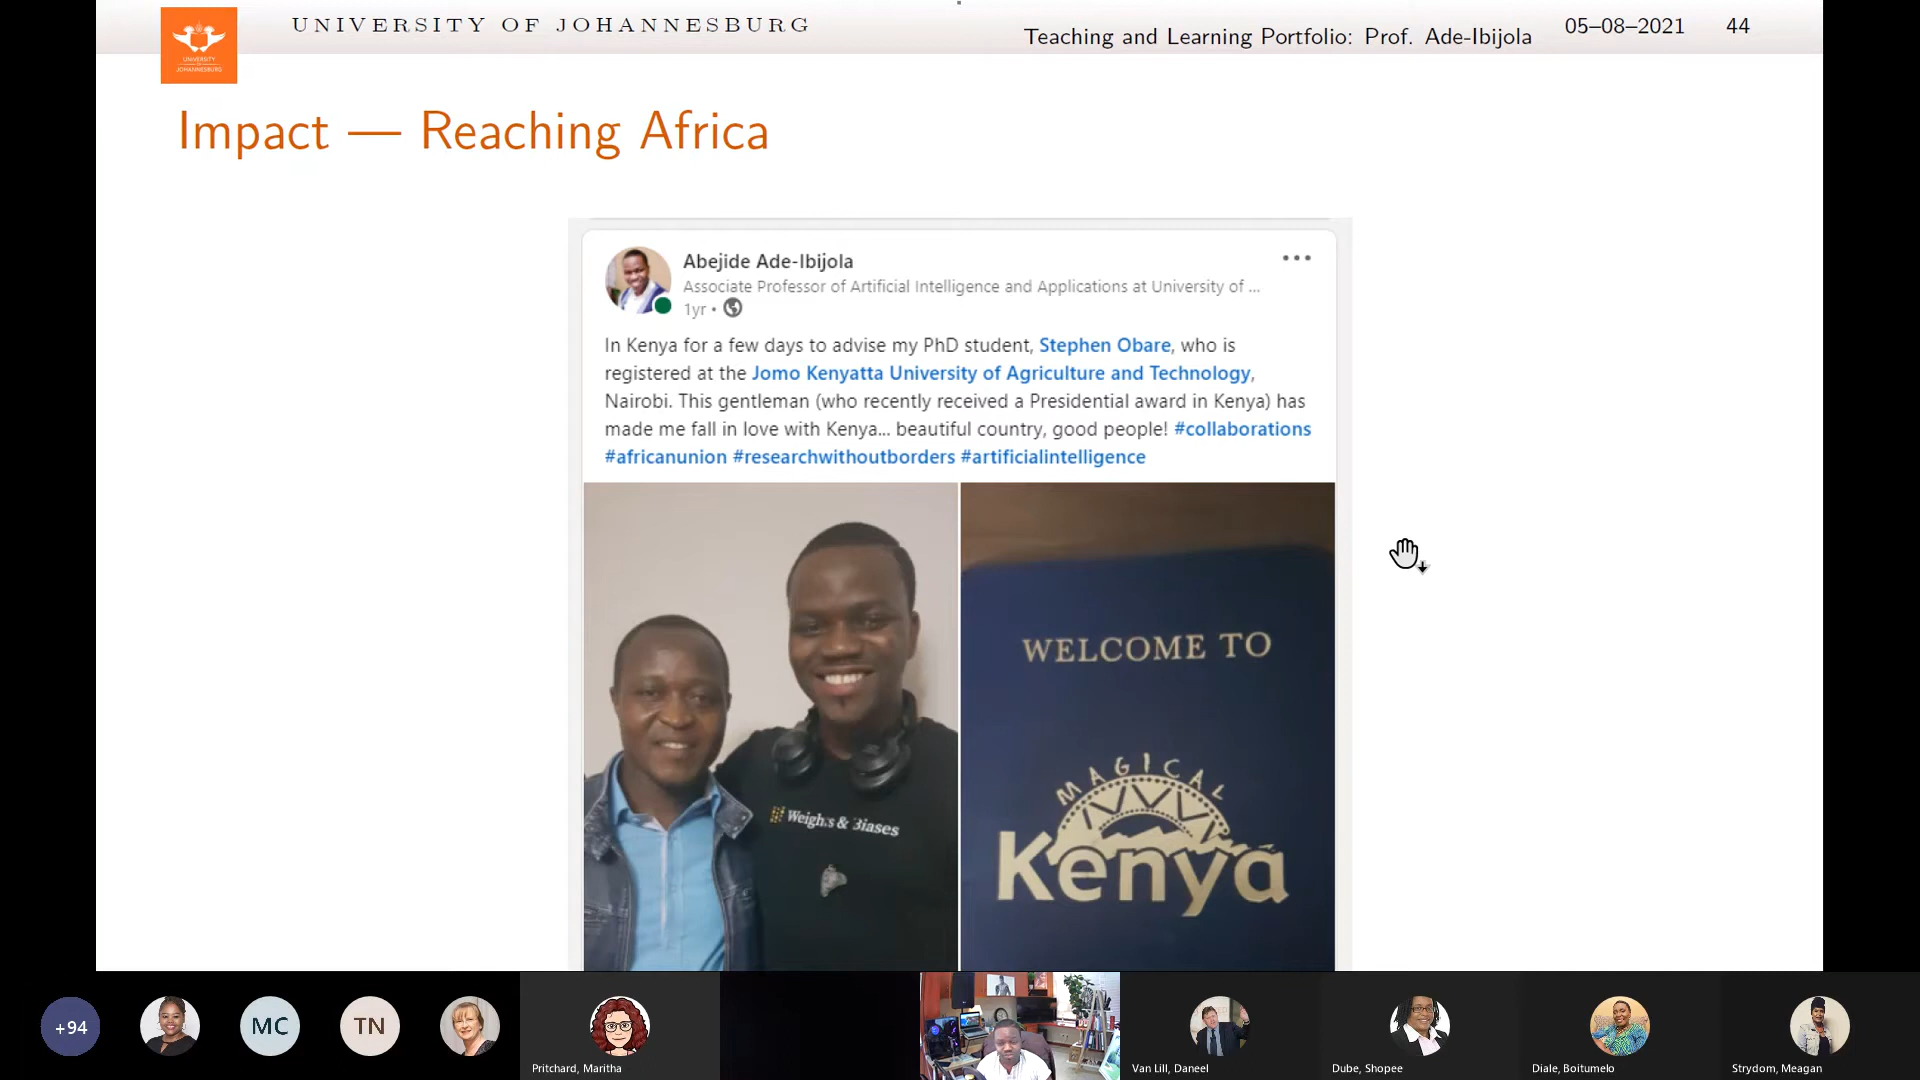 UNIVERSITY OF JOHANNESBURG
Teaching and Learning Portfolio: Prof. Ade-Ibijola
05–08–2021
44
UNIVERSITY
OF
JOHANNESBURG
Impact — Reaching Africa
Abejide Ade-Ibijola
Associate Professor of Artificial Intelligence and Applications at University of ...
1yr •
In Kenya for a few days to advise my PhD student, Stephen Obare, who is
registered at the Jomo Kenyatta University of Agriculture and Technology,
Nairobi. This gentleman (who recently received a Presidential award in Kenya) has
made me fall in love with Kenya... beautiful country, good people! #collaborations
#africanunion #researchwithoutborders #artificialintelligence
Weights & Biases
WELCOME TO
MAGICAL
Kenya
+94
MC
TN
Pritchard, Maritha
Van Lill, Daneel
Dube, Shopee
Diale, Boitumelo
Strydom, Meagan